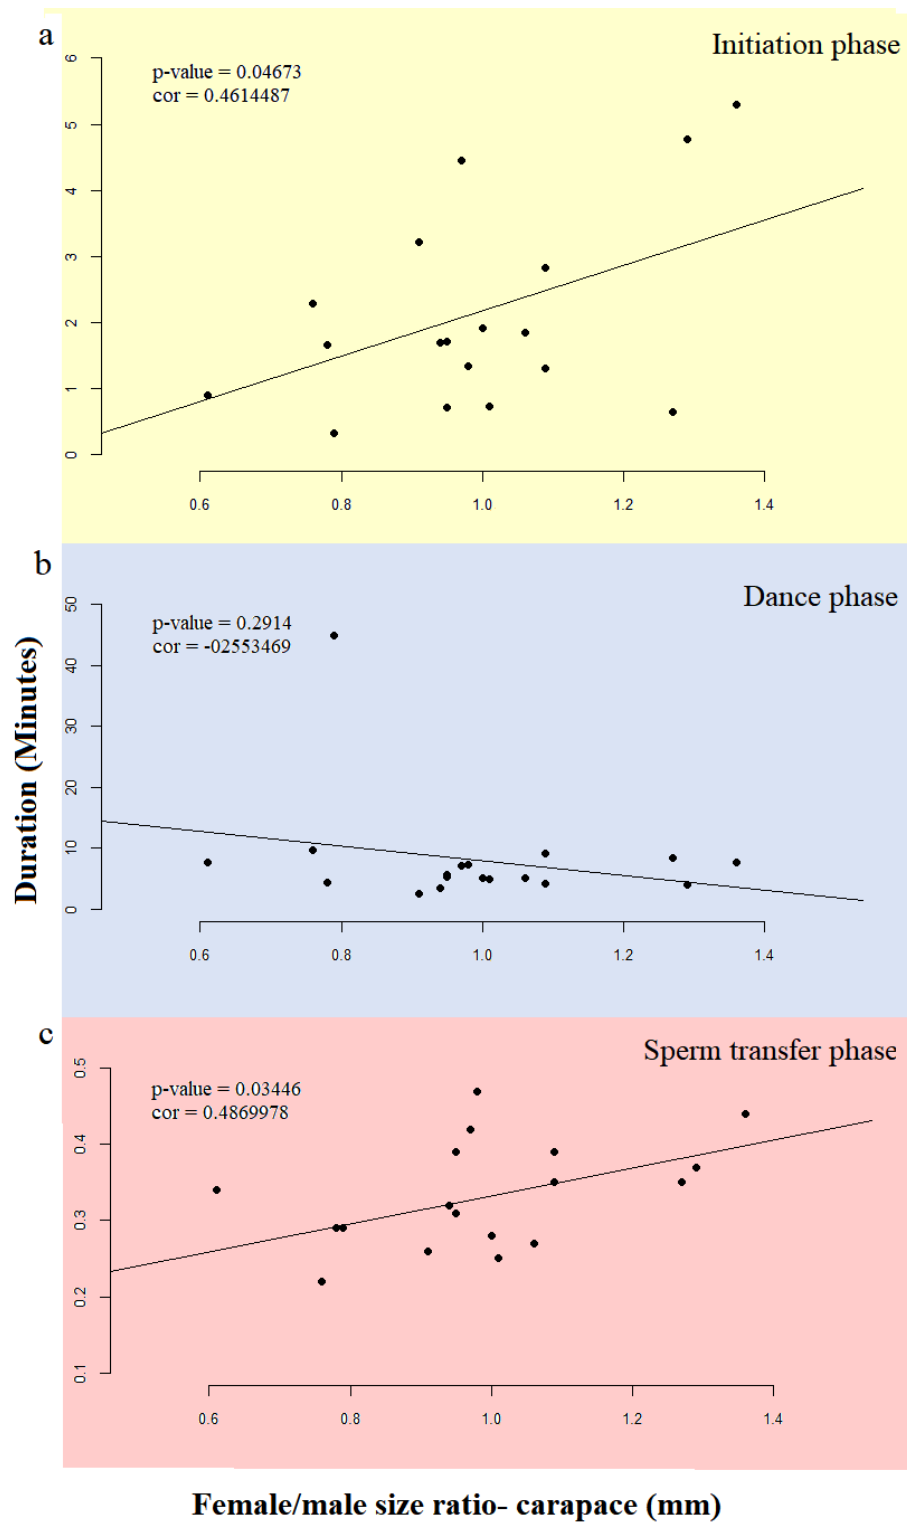 a
Initiation phase
p-value = 0.04673
cor = 0.4614487
6
5
4
3
2
1
0
0.6 0.8 1.0 1.2 1.4
b
Dance phase
p-value = 0.2914
cor = -02553469
50
40
30
20
10
0
0.6 0.8 1.0 1.2 1.4
Duration (Minutes)
c
Sperm transfer phase
p-value = 0.03446
cor = 0.4869978
0.5
0.4
0.3
0.2
0.1
0.6 0.8 1.0 1.2 1.4
Female/male size ratio- carapace (mm)